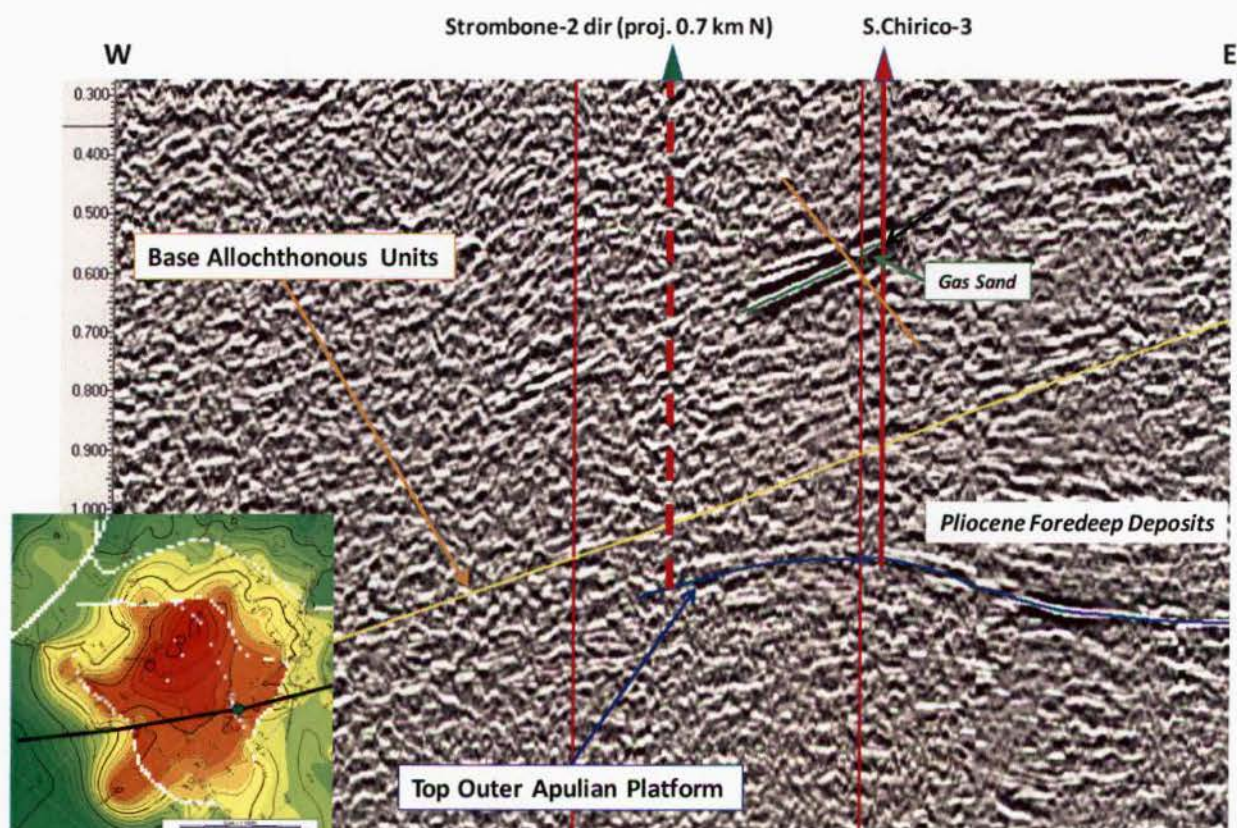 Strombone-2 dir (proj. 0.7 km N)
S.Chirico-3
W
E
0.300
0.400
0.500
Base Allochthonous Units
0.600
Gas Sand
0.700
0.800
0.900
1.000
Pliocene Foredeep Deposits
Top Outer Apulian Platform